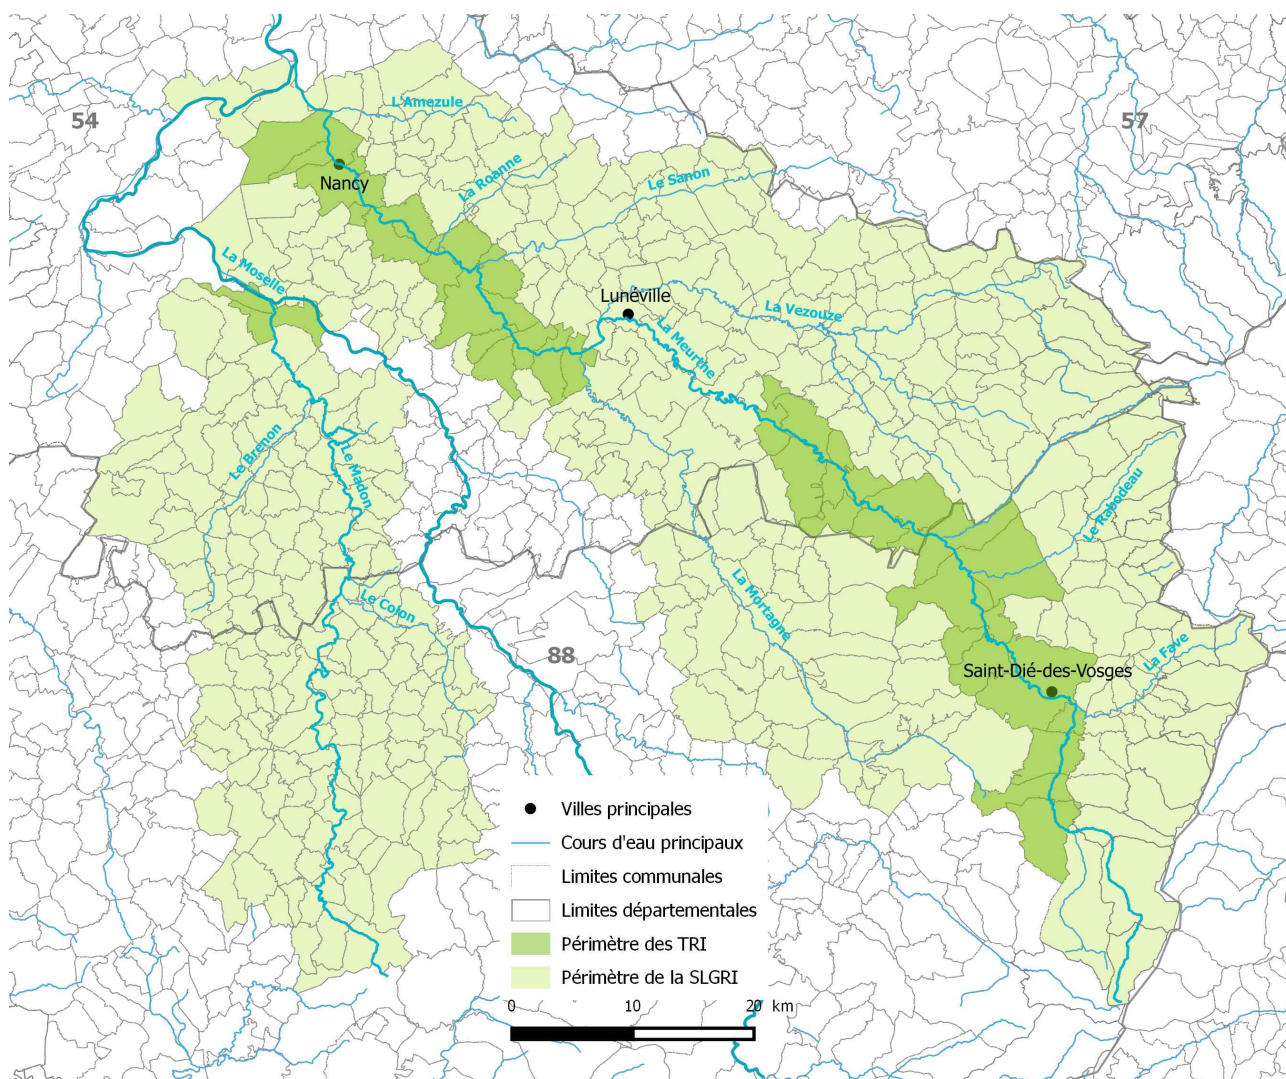 L'Amezule
54
57
Nancy
La Roanne
Le Sanon
La Moselle
Lunéville
La Vezouze
La Meurthe
Le Brenon
Le Madon
Le Rabodeau
La Mortagne
Le Colon
88
La Fave
Saint-Dié-des-Vosges
Villes principales
Cours d'eau principaux
Limites communales
Limites départementales
Périmètre des TRI
Périmètre de la SLGRI
0 10 20 km